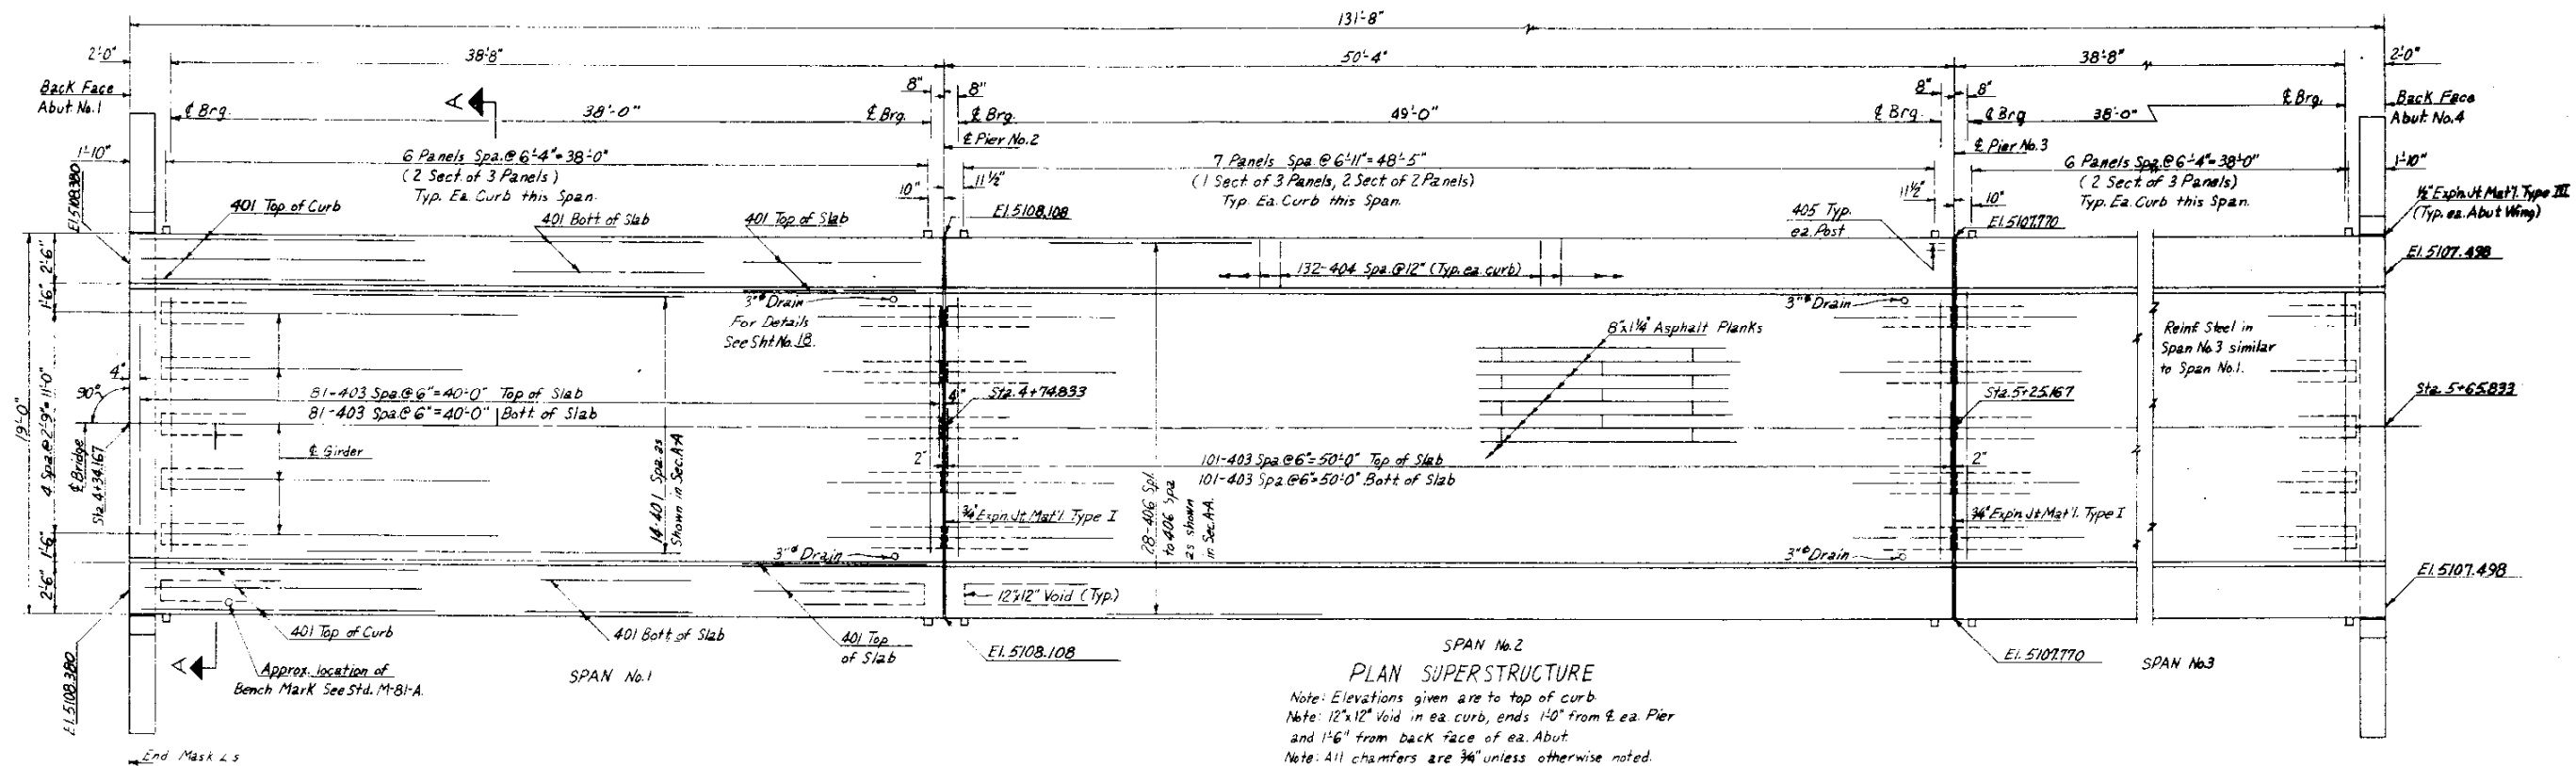 131'-8"
2'-0"
38'-8"
50'-4"
38'-8"
2'-0"
Back Face
Abut. No.1
A
8"
8"
8"
8"
Back Face
Abut. No.4
℄ Brg.
38'-0"
℄ Brg.
℄ Brg.
49'-0"
℄ Brg.
℄ Brg
38'-0"
℄ Brg.
℄ Pier No.2
℄ Pier No.3
1'-10"
6 Panels Spa.@ 6'-4"=38'-0"
(2 Sect. of 3 Panels)
Typ. Ea. Curb this Span.
10"
11½"
7 Panels Spa.@ 6'-11"=48'-5"
(1 Sect. of 3 Panels, 2 Sect. of 2 Panels)
Typ. Ea. Curb this Span.
11½"
10"
6 Panels Spa.@ 6'-4"=38'-0"
(2 Sect. of 3 Panels)
Typ. Ea. Curb this Span.
1'-10"
El.5108.380
401 Top of Curb
401 Bott. of Slab
401 Top of Slab
El.5108.108
405 Typ.
ea. Post
El.5107.770
½" Exp'n. Jt. Mat'l. Type III
(Typ. ea. Abut Wing)
El.5107.498
2'-6"
1'-6"
4 Spa.@ 2'-9"=11'-0"
1'-6"
2'-6"
19'-0"
132-404 Spa.@12" (Typ. ea. curb)
3"ø Drain
For Details
See Sht No. 18.
3"ø Drain
8"x1¼" Asphalt Planks
Reinf. Steel in
Span No.3 similar
to Span No.1.
4"
90°
81-403 Spa.@ 6"=40'-0" Top of Slab
81-403 Spa.@ 6"=40'-0" Bott. of Slab
4"
Sta. 4+74.833
Sta. 5+25.167
Sta. 5+65.833
℄ Bridge
Sta. 4+34.167
℄ Girder
14-401 Spa. as
Shown in Sec. A-A
2"
101-403 Spa.@6"=50'-0" Top of Slab
101-403 Spa.@6"=50'-0" Bott. of Slab
2"
¾" Exp'n. Jt. Mat'l. Type I
28-406 Spl.
to 406 Spa
as shown
in Sec. A-A.
¾" Exp'n. Jt. Mat'l. Type I
3"ø Drain
3"ø Drain
12"x12" Void (Typ.)
El.5107.498
401 Top of Curb
401 Bott. of Slab
401 Top
of Slab
El.5108.108
El.5107.770
El.5108.380
A
Approx. location of
Bench Mark See Std. M-81-A.
SPAN No.1
SPAN No.2
SPAN No.3
PLAN SUPERSTRUCTURE
Note: Elevations given are to top of curb.
Note: 12"x12" Void in ea. curb, ends 1'-0" from ℄ ea. Pier
and 1'-6" from back face of ea. Abut.
Note: All chamfers are ¾" unless otherwise noted.
End Mask